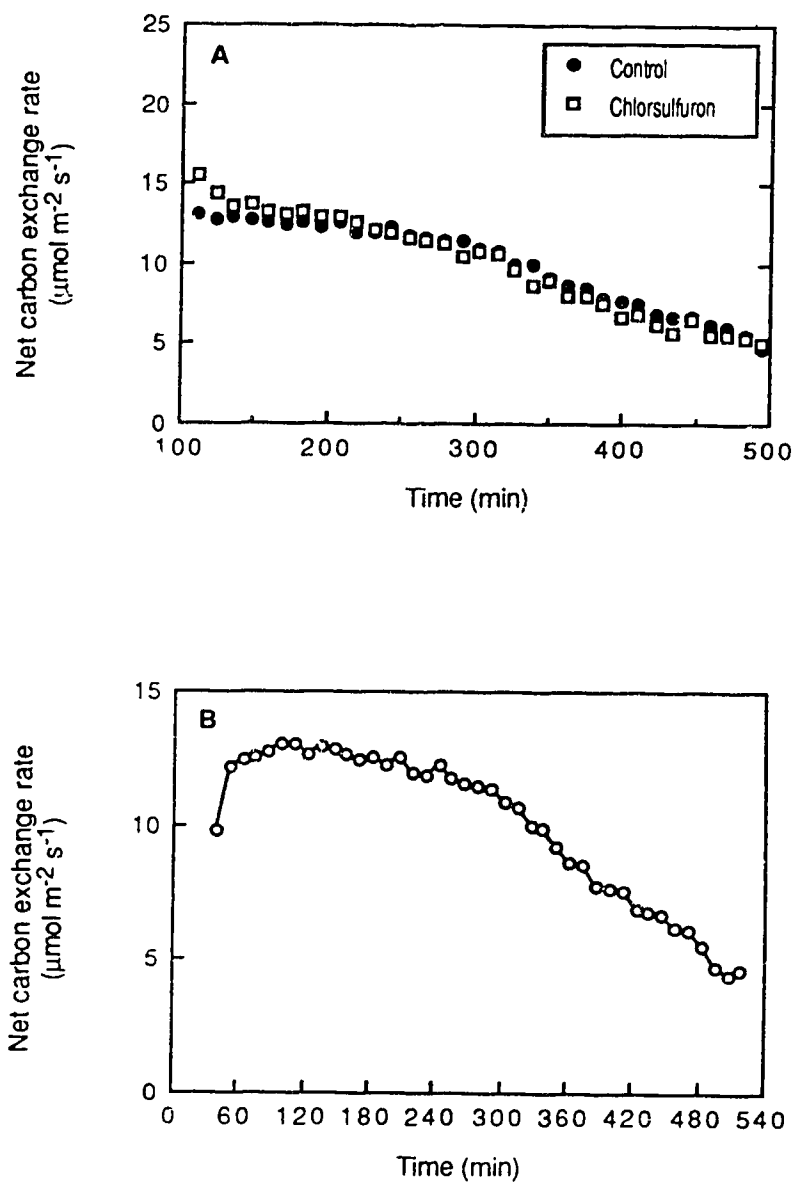 A
Control
Chlorsulfuron
25
20
15
10
5
0
100 200 300 400 500
Net carbon exchange rate
(μmol m-2 s-1)
Time (min)
B
15
10
5
0
0 60 120 180 240 300 360 420 480 540
Net carbon exchange rate
(μmol m-2 s-1)
Time (min)